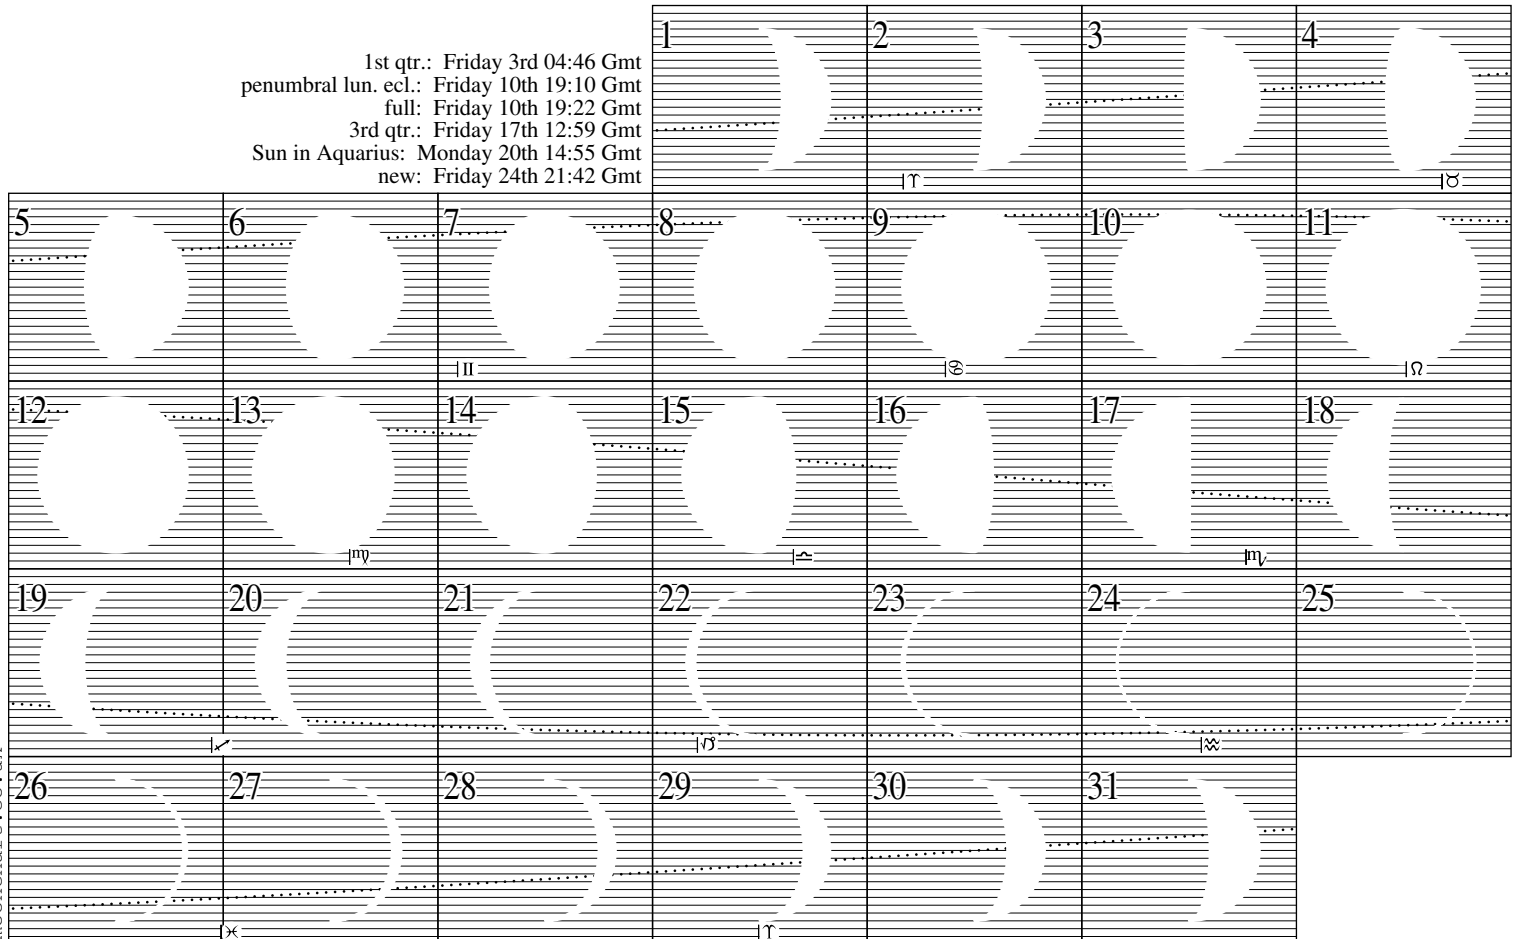 1st qtr.: Friday 3rd 04:46 Gmt
penumbral lun. ecl.: Friday 10th 19:10 Gmt
full: Friday 10th 19:22 Gmt
3rd qtr.: Friday 17th 12:59 Gmt
Sun in Aquarius: Monday 20th 14:55 Gmt
new: Friday 24th 21:42 Gmt
1 2 3 4
♈ ♉
5 6 7 8 9 10 11
♊ ♋ ♌
12 13 14 15 16 17 18
♍ ♎ ♏
19 20 21 22 23 24 25
♐ ♑ ♒
26 27 28 29 30 31
♓ ♈